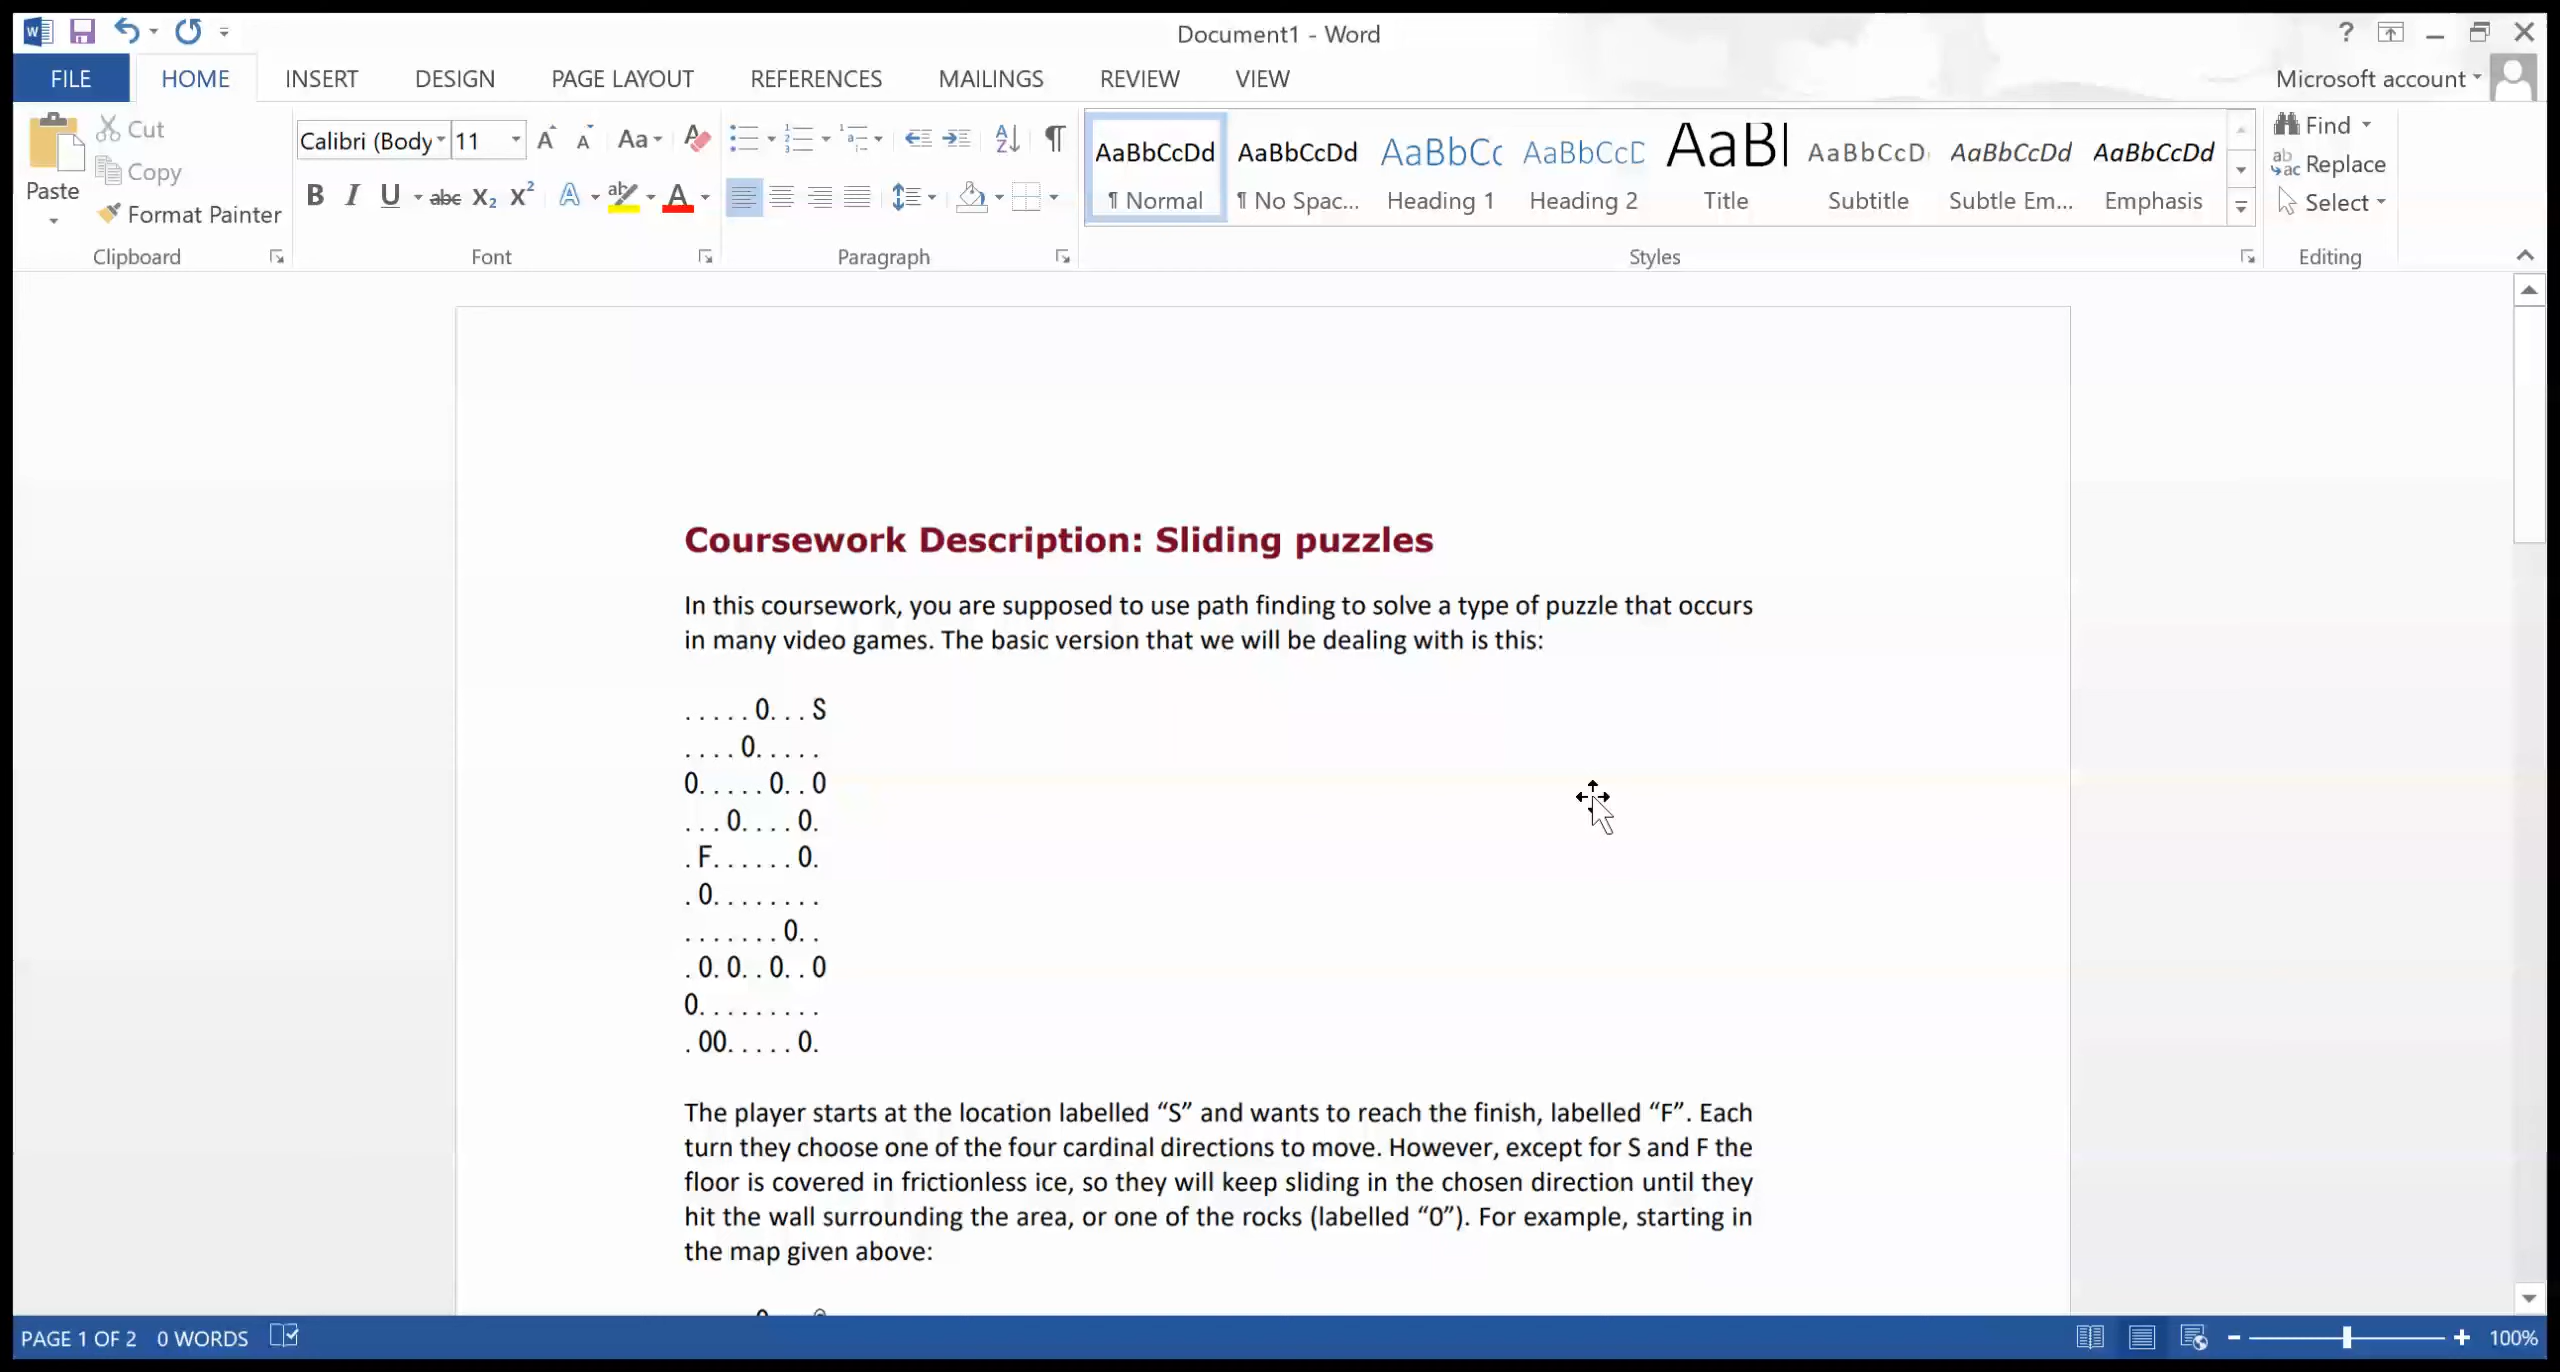 Document1 - Word
?
FILE HOME INSERT DESIGN PAGE LAYOUT REFERENCES MAILINGS REVIEW VIEW
Microsoft account
Paste
Cut
Copy
Format Painter
Clipboard
Calibri (Body 11
Font
Paragraph
AaBbCcDd AaBbCcDd AaBbCc AaBbCcD AaBl AaBbCcD AaBbCcDd AaBbCcDd
¶ Normal ¶ No Spac... Heading 1 Heading 2 Title Subtitle Subtle Em... Emphasis
Styles
Find
Replace
Select
Editing
Coursework Description: Sliding puzzles
In this coursework, you are supposed to use path finding to solve a type of puzzle that occurs
in many video games. The basic version that we will be dealing with is this:
.....0...S
....0.....
0.....0..0
...0....0.
.F......0.
.0........
.......0..
.0.0..0..0
0.........
.00.....0.
The player starts at the location labelled “S” and wants to reach the finish, labelled “F”. Each
turn they choose one of the four cardinal directions to move. However, except for S and F the
floor is covered in frictionless ice, so they will keep sliding in the chosen direction until they
hit the wall surrounding the area, or one of the rocks (labelled “0”). For example, starting in
the map given above:
PAGE 1 OF 2 0 WORDS
100%